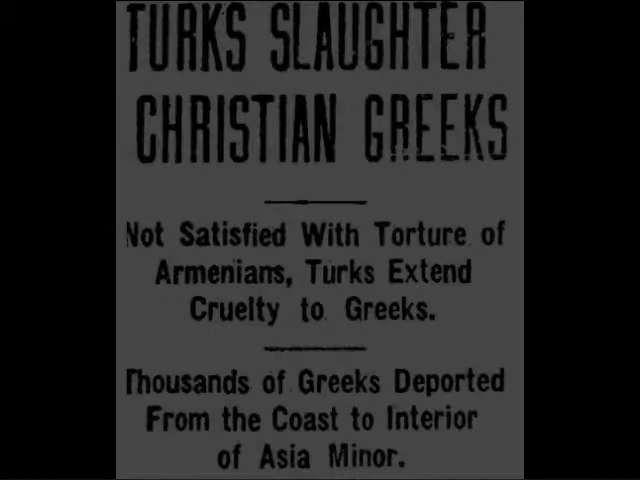 TURKS SLAUGHTER
CHRISTIAN GREEKS
Not Satisfied With Torture of
Armenians, Turks Extend
Cruelty to Greeks.
Thousands of Greeks Deported
From the Coast to Interior
of Asia Minor.